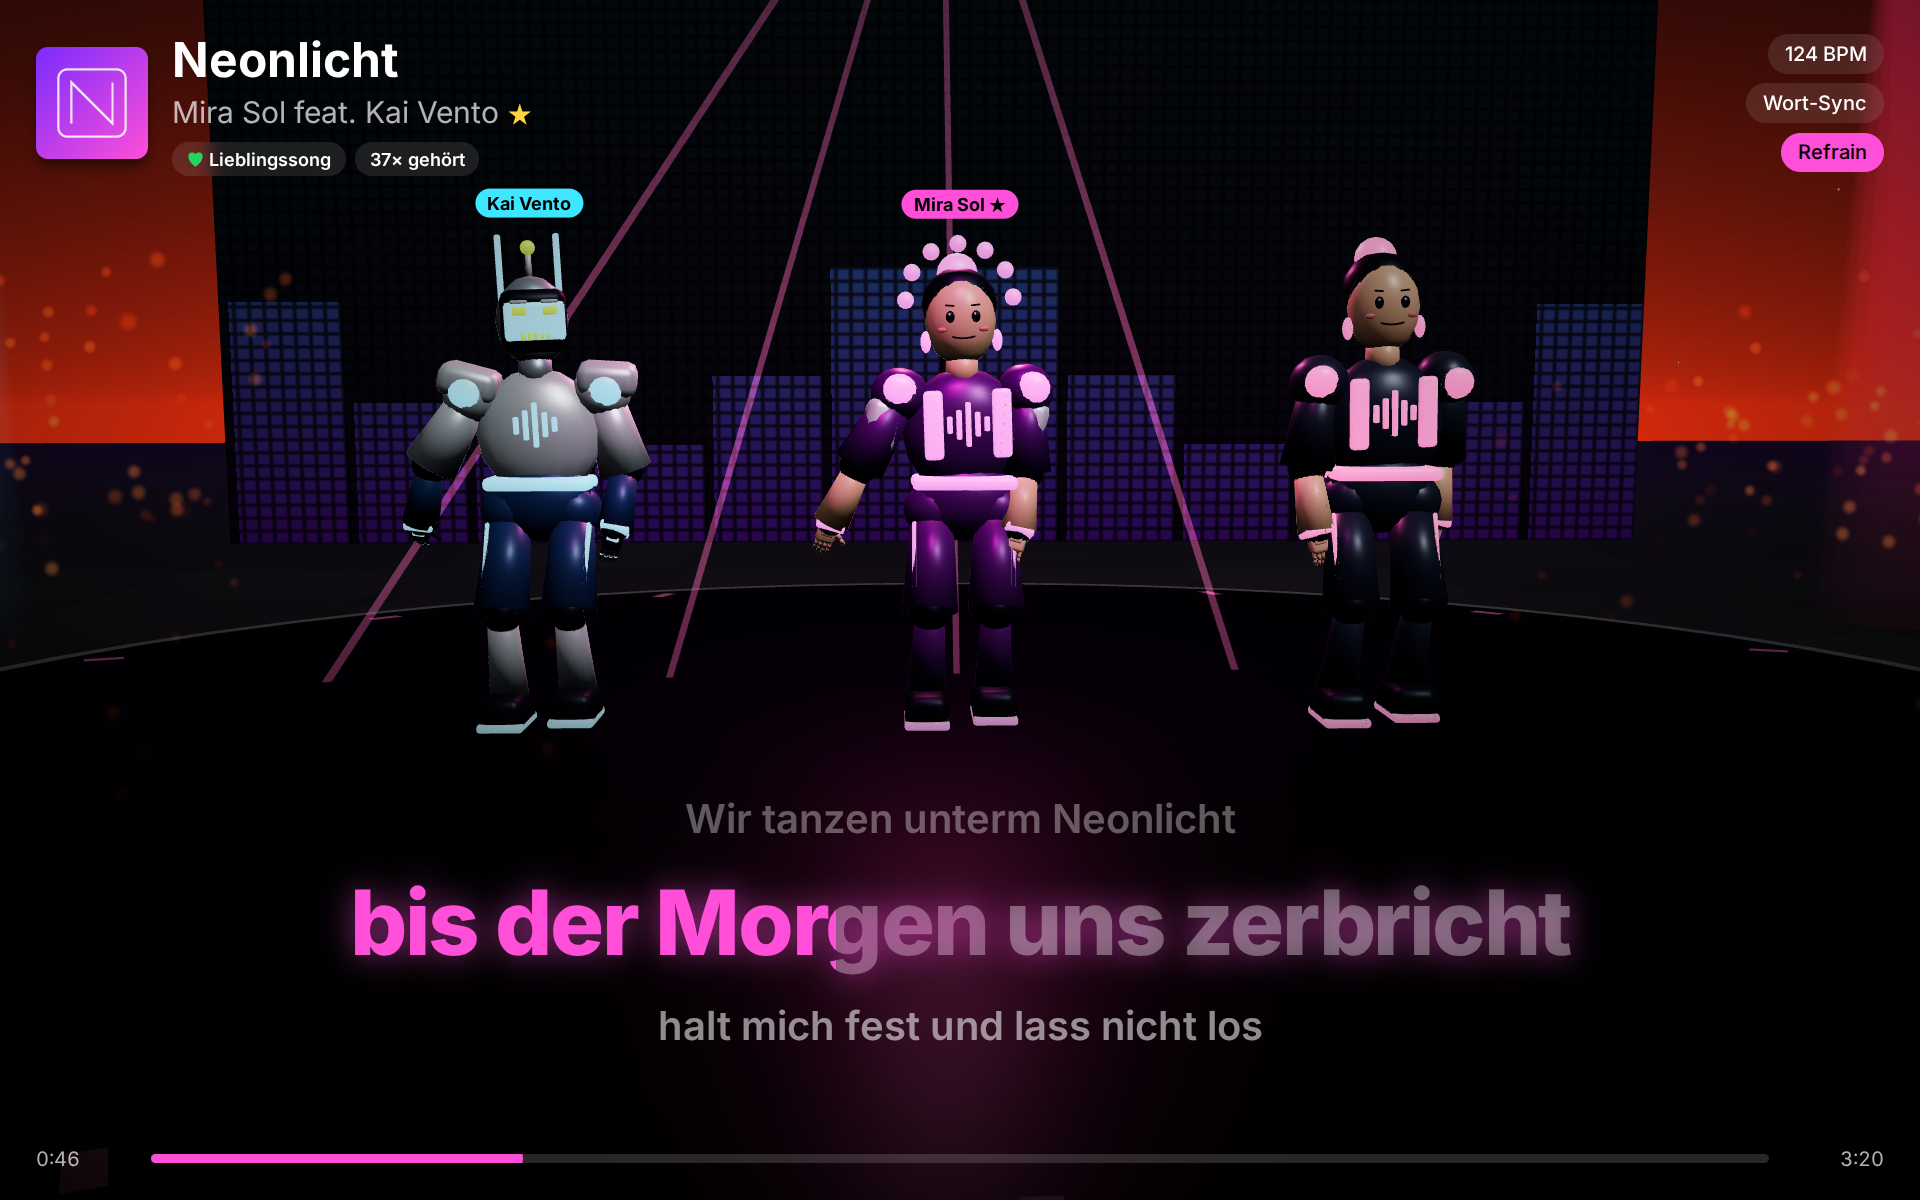 N
Neonlicht
Mira Sol feat. Kai Vento ★
Lieblingssong
37× gehört
124 BPM
Wort-Sync
Refrain
Kai Vento
Mira Sol ★
Wir tanzen unterm Neonlicht
bis der Morgen uns zerbricht
halt mich fest und lass nicht los
0:46
3:20